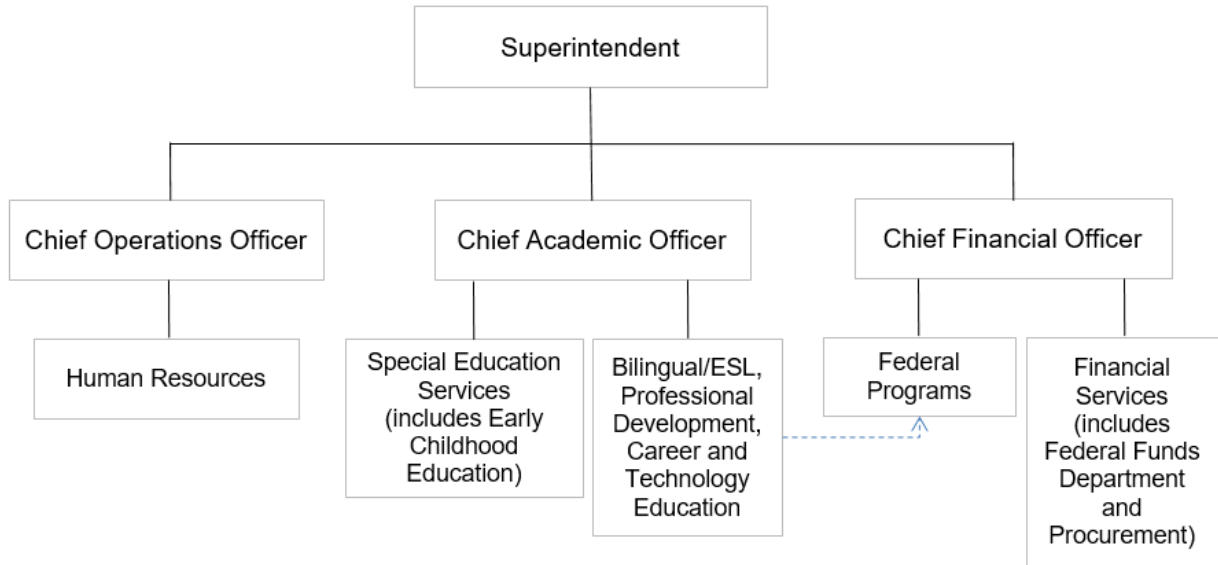 Superintendent
Chief Operations Officer
Chief Academic Officer
Chief Financial Officer
Human Resources
Special Education
Services
(includes Early
Childhood
Education)
Bilingual/ESL,
Professional
Development,
Career and
Technology
Education
Federal
Programs
Financial
Services
(includes
Federal Funds
Department
and
Procurement)